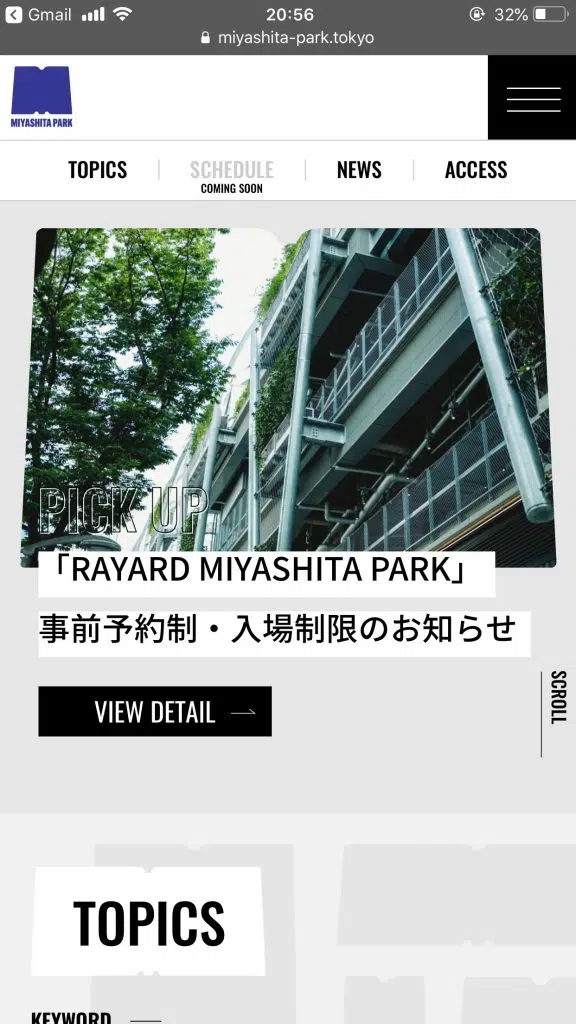 Gmail
20:56
32%
miyashita-park.tokyo
MIYASHITA PARK
TOPICS
SCHEDULE
COMING SOON
NEWS
ACCESS
PICK UP
「RAYARD MIYASHITA PARK」
事前予約制・入場制限のお知らせ
VIEW DETAIL
SCROLL
TOPICS
KEYWORD